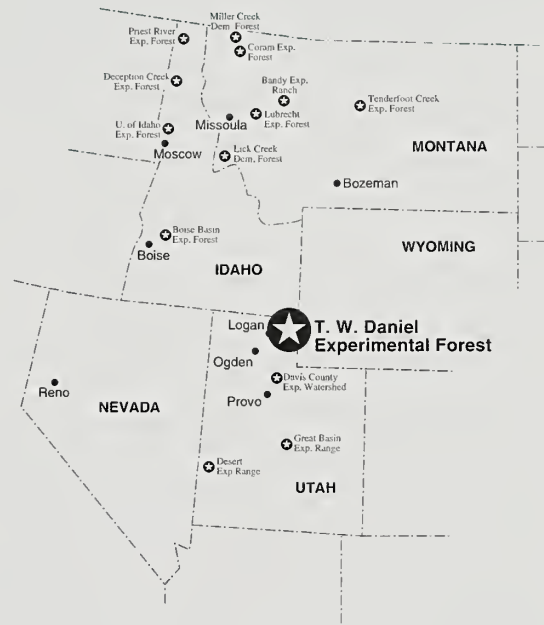 Miller Creek
Dem. Forest
Priest River
Exp. Forest
Coram Exp.
Forest
Deception Creek
Exp. Forest
Bandy Exp.
Ranch
Tenderfoot Creek
Exp. Forest
Lubrecht
Exp. Forest
Missoula
U. of Idaho
Exp. Forest
Moscow
Lick Creek
Dem. Forest
MONTANA
Bozeman
Boise Basin
Exp. Forest
Boise
WYOMING
IDAHO
Logan
T. W. Daniel
Experimental Forest
Ogden
Davis County
Exp. Watershed
Reno
Provo
NEVADA
Great Basin
Exp. Range
Desert
Exp Range
UTAH